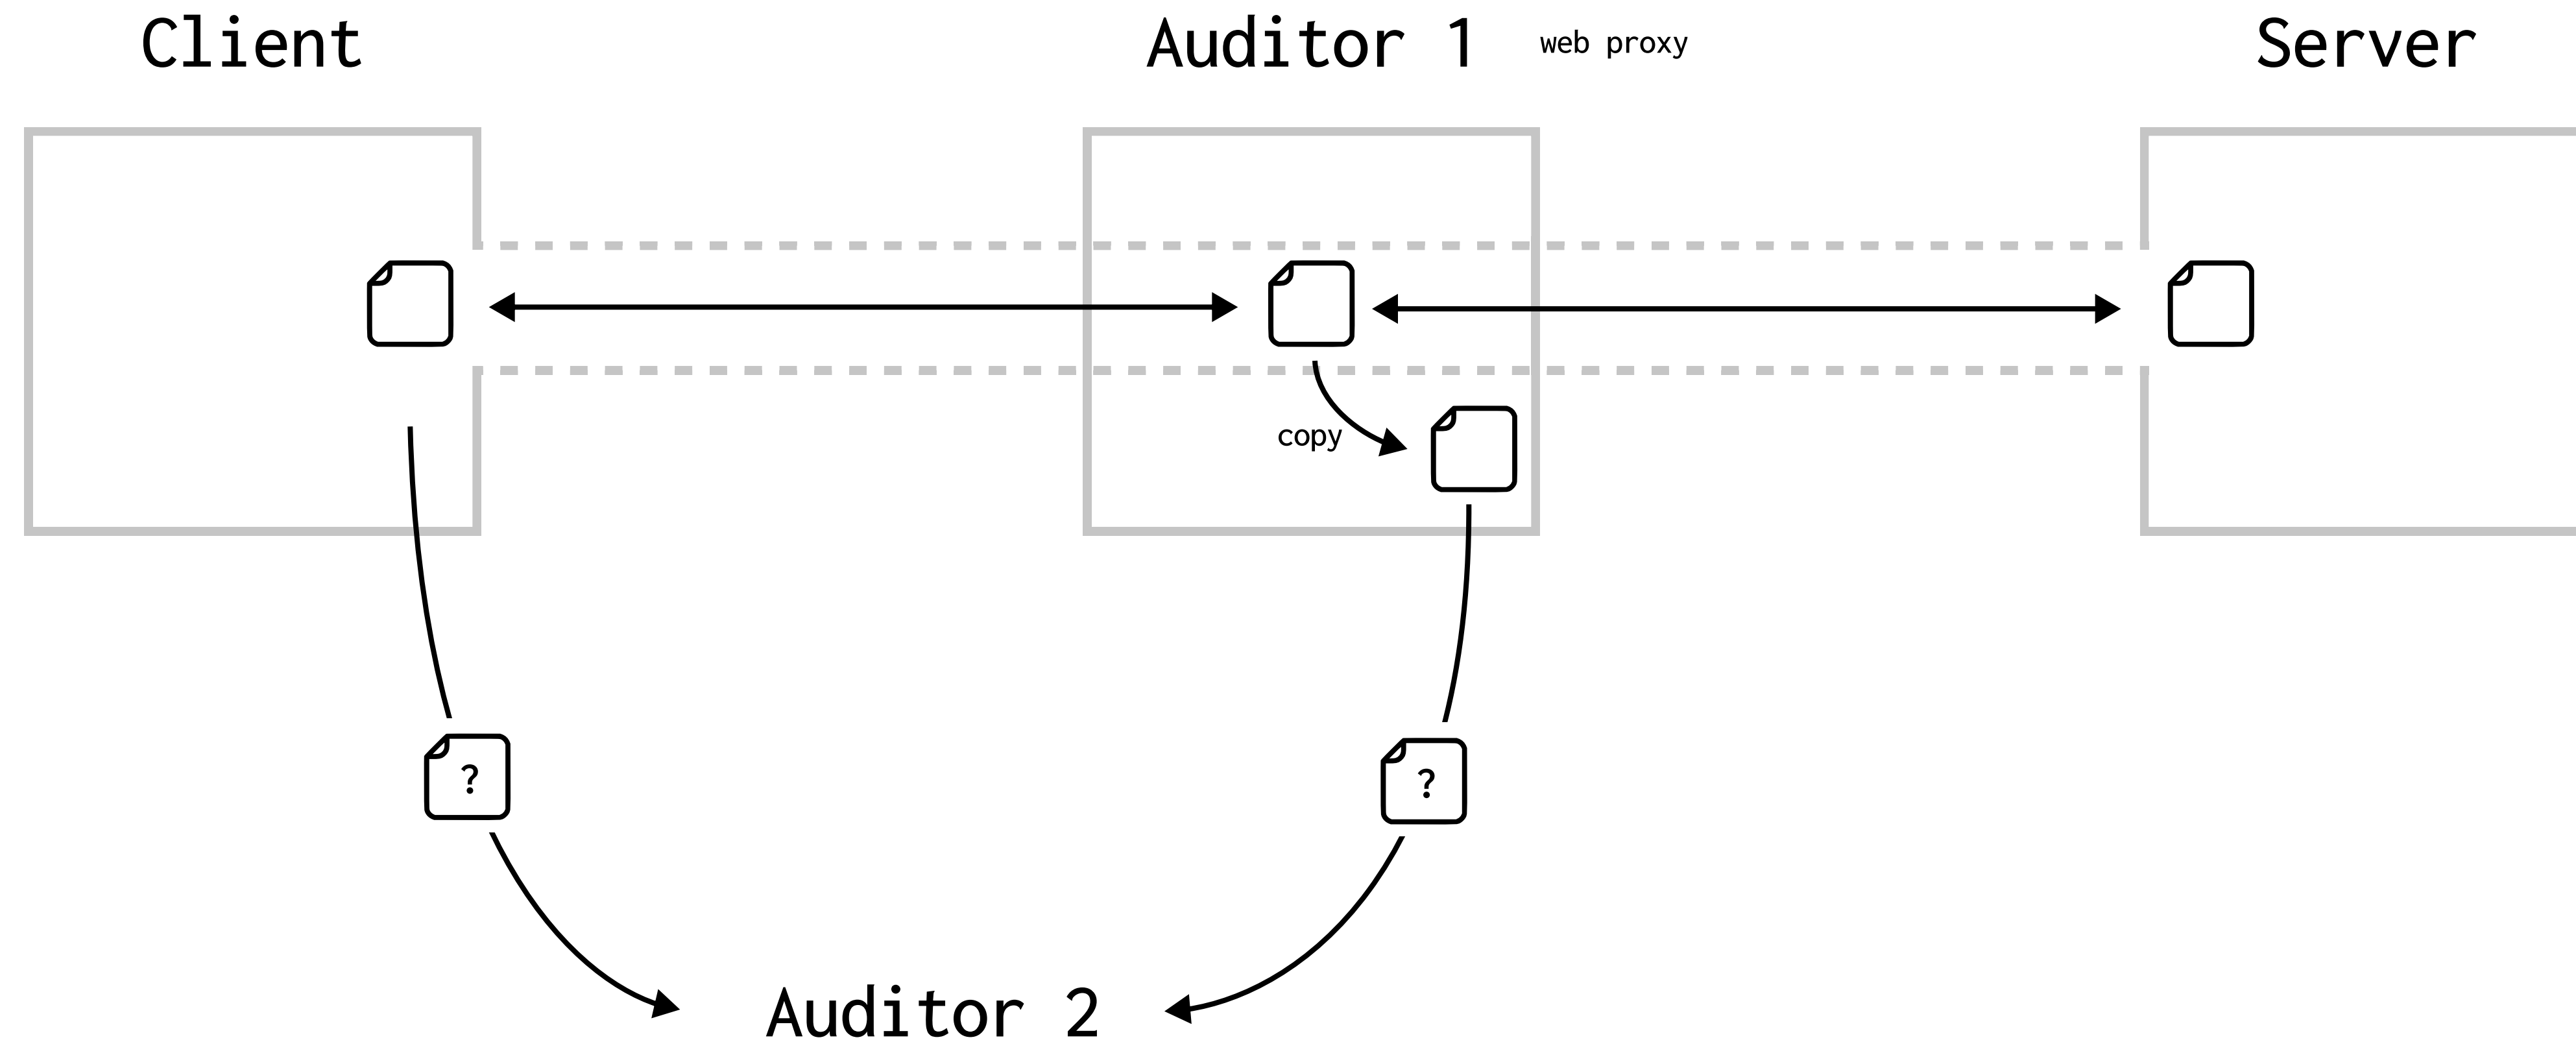 Client
Auditor 1 web proxy
Server
copy
?
?
Auditor 2